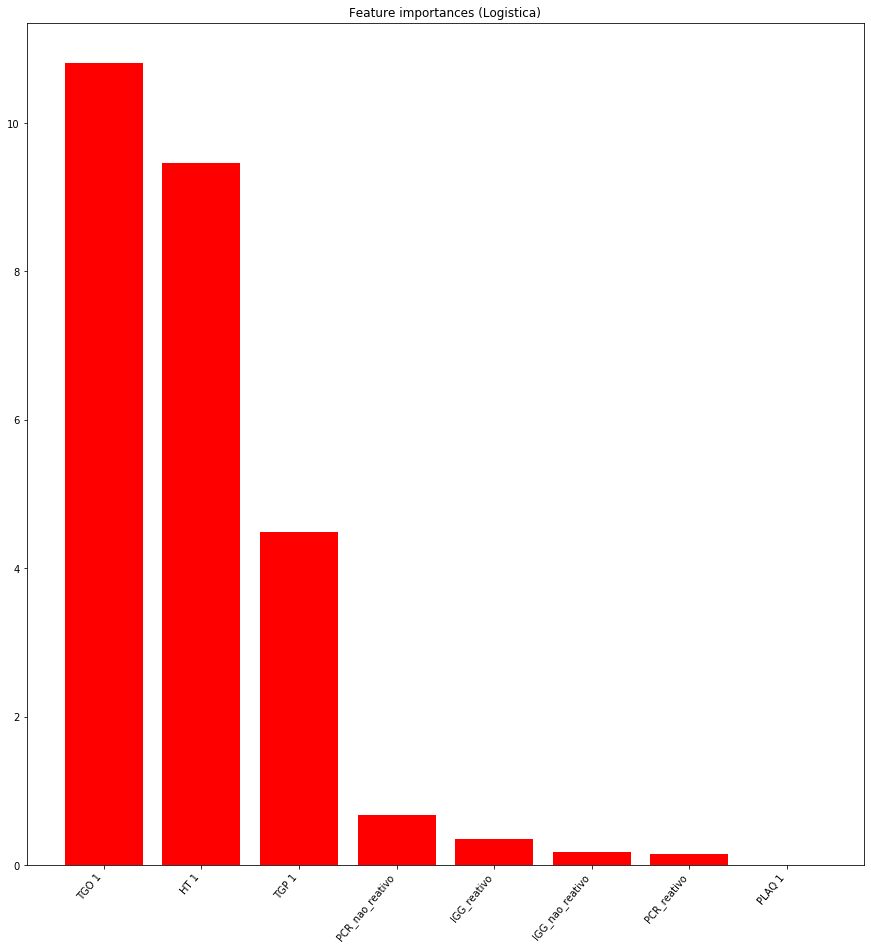 Feature importances (Logistica)
10
8
6
4
2
0
TGO 1
HT 1
TGP 1
PCR_nao_reativo
IGG_reativo
IGG_nao_reativo
PCR_reativo
PLAQ 1